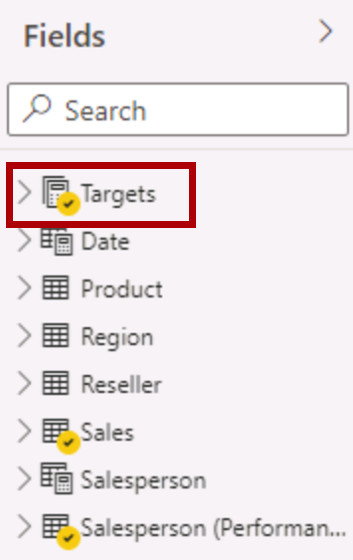 Fields
Search
Targets
Date
Product
Region
Reseller
Sales
Salesperson
Salesperson (Performan...